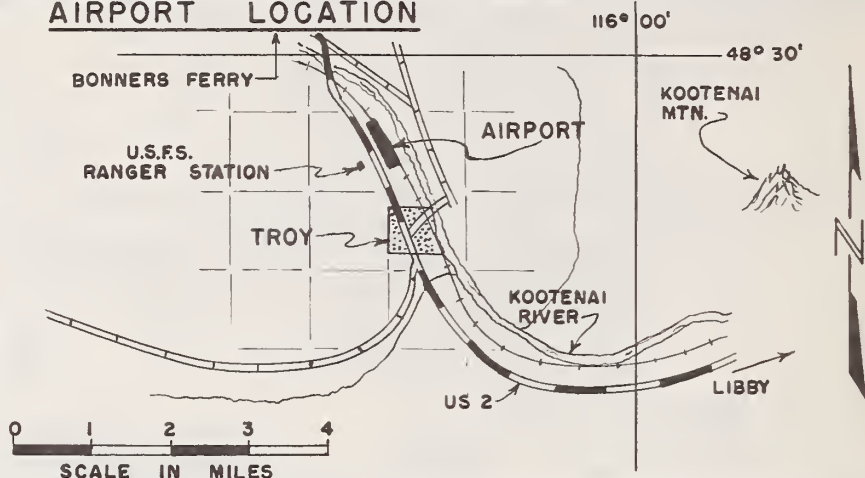 AIRPORT LOCATION
116° 00'
48° 30'
BONNERS FERRY
KOOTENAI
MTN.
AIRPORT
U.S.F.S.
RANGER STATION
TROY
N
KOOTENAI
RIVER
LIBBY
US 2
0 1 2 3 4
SCALE IN MILES